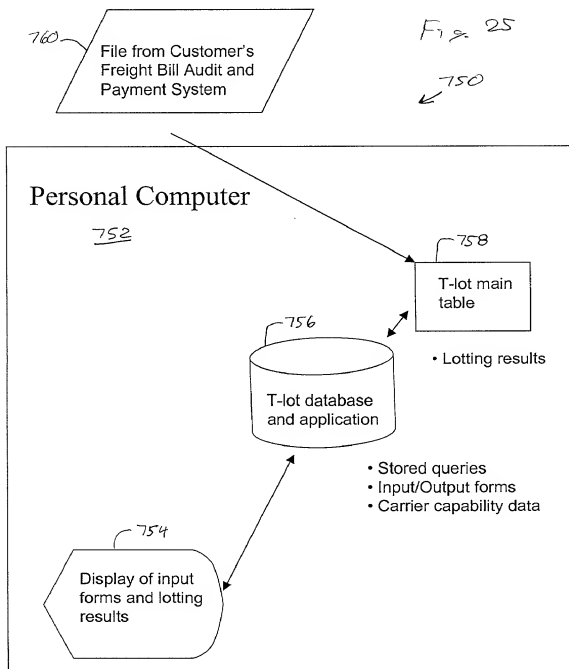 760
File from Customer's
Freight Bill Audit and
Payment System
Fig. 25
750
Personal Computer
752
758
T-lot main
table
• Lotting results
756
T-lot database
and application
• Stored queries
• Input/Output forms
• Carrier capability data
754
Display of input
forms and lotting
results